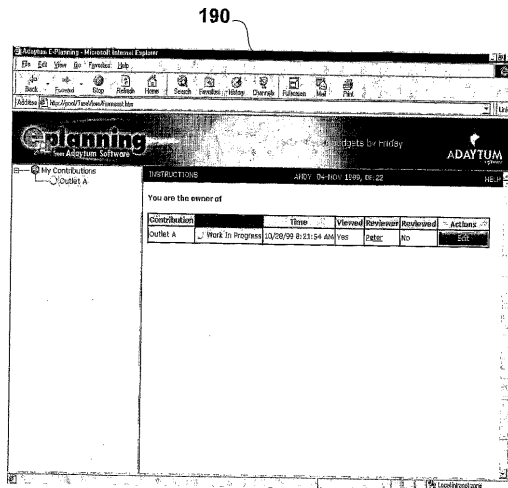 190
Adaytum E-Planning - Microsoft Internet Explorer
File Edit View Go Favorites Help
Back Forward Stop Refresh Home Search Favorites History Channels Fullscreen Mail Print
Address
Link
eplanning
from Adaytum Software
budgets by Friday
ADAYTUM
My Contributions
Outlet A
INSTRUCTIONS ANDY 04-NOV 1999, 08:22 HELP
You are the owner of
Contribution Time Viewed Reviewer Reviewed Actions
Outlet A Work In Progress 10/28/99 8:21:54 AM Yes Peter No Edit
Local intranet zone